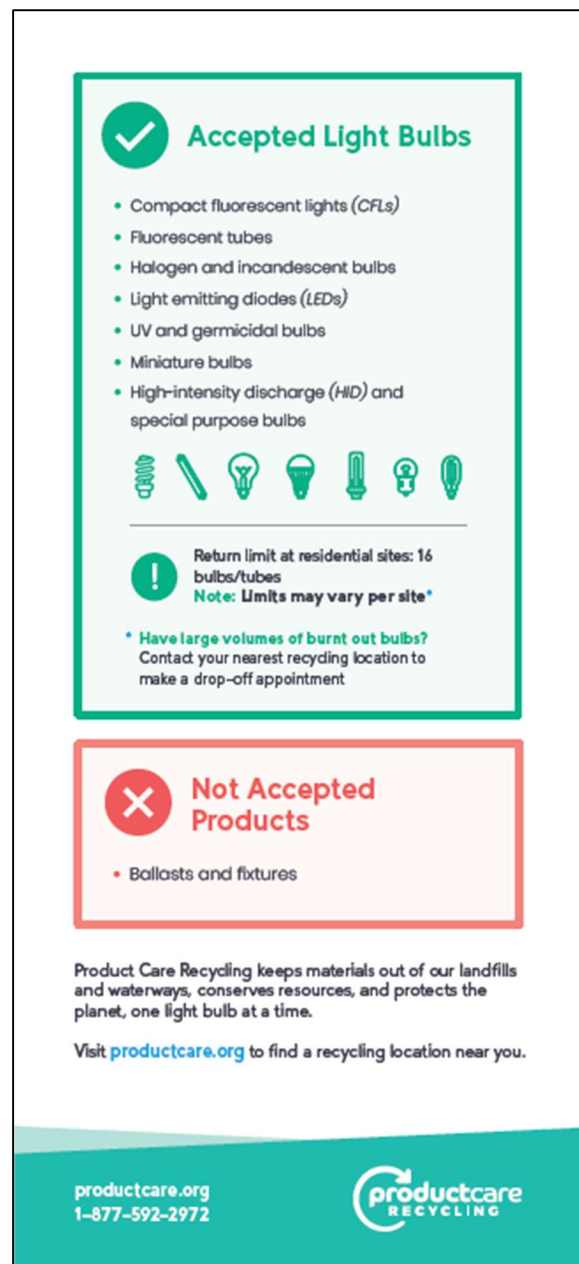 Accepted Light Bulbs
• Compact fluorescent lights (CFLs)
• Fluorescent tubes
• Halogen and incandescent bulbs
• Light emitting diodes (LEDs)
• UV and germicidal bulbs
• Miniature bulbs
• High-intensity discharge (HID) and
special purpose bulbs
! Return limit at residential sites: 16
bulbs/tubes
Note: Limits may vary per site*
* Have large volumes of burnt out bulbs?
Contact your nearest recycling location to
make a drop-off appointment
Not Accepted
Products
• Ballasts and fixtures
Product Care Recycling keeps materials out of our landfills
and waterways, conserves resources, and protects the
planet, one light bulb at a time.
Visit productcare.org to find a recycling location near you.
productcare.org
1-877-592-2972
productcare
RECYCLING